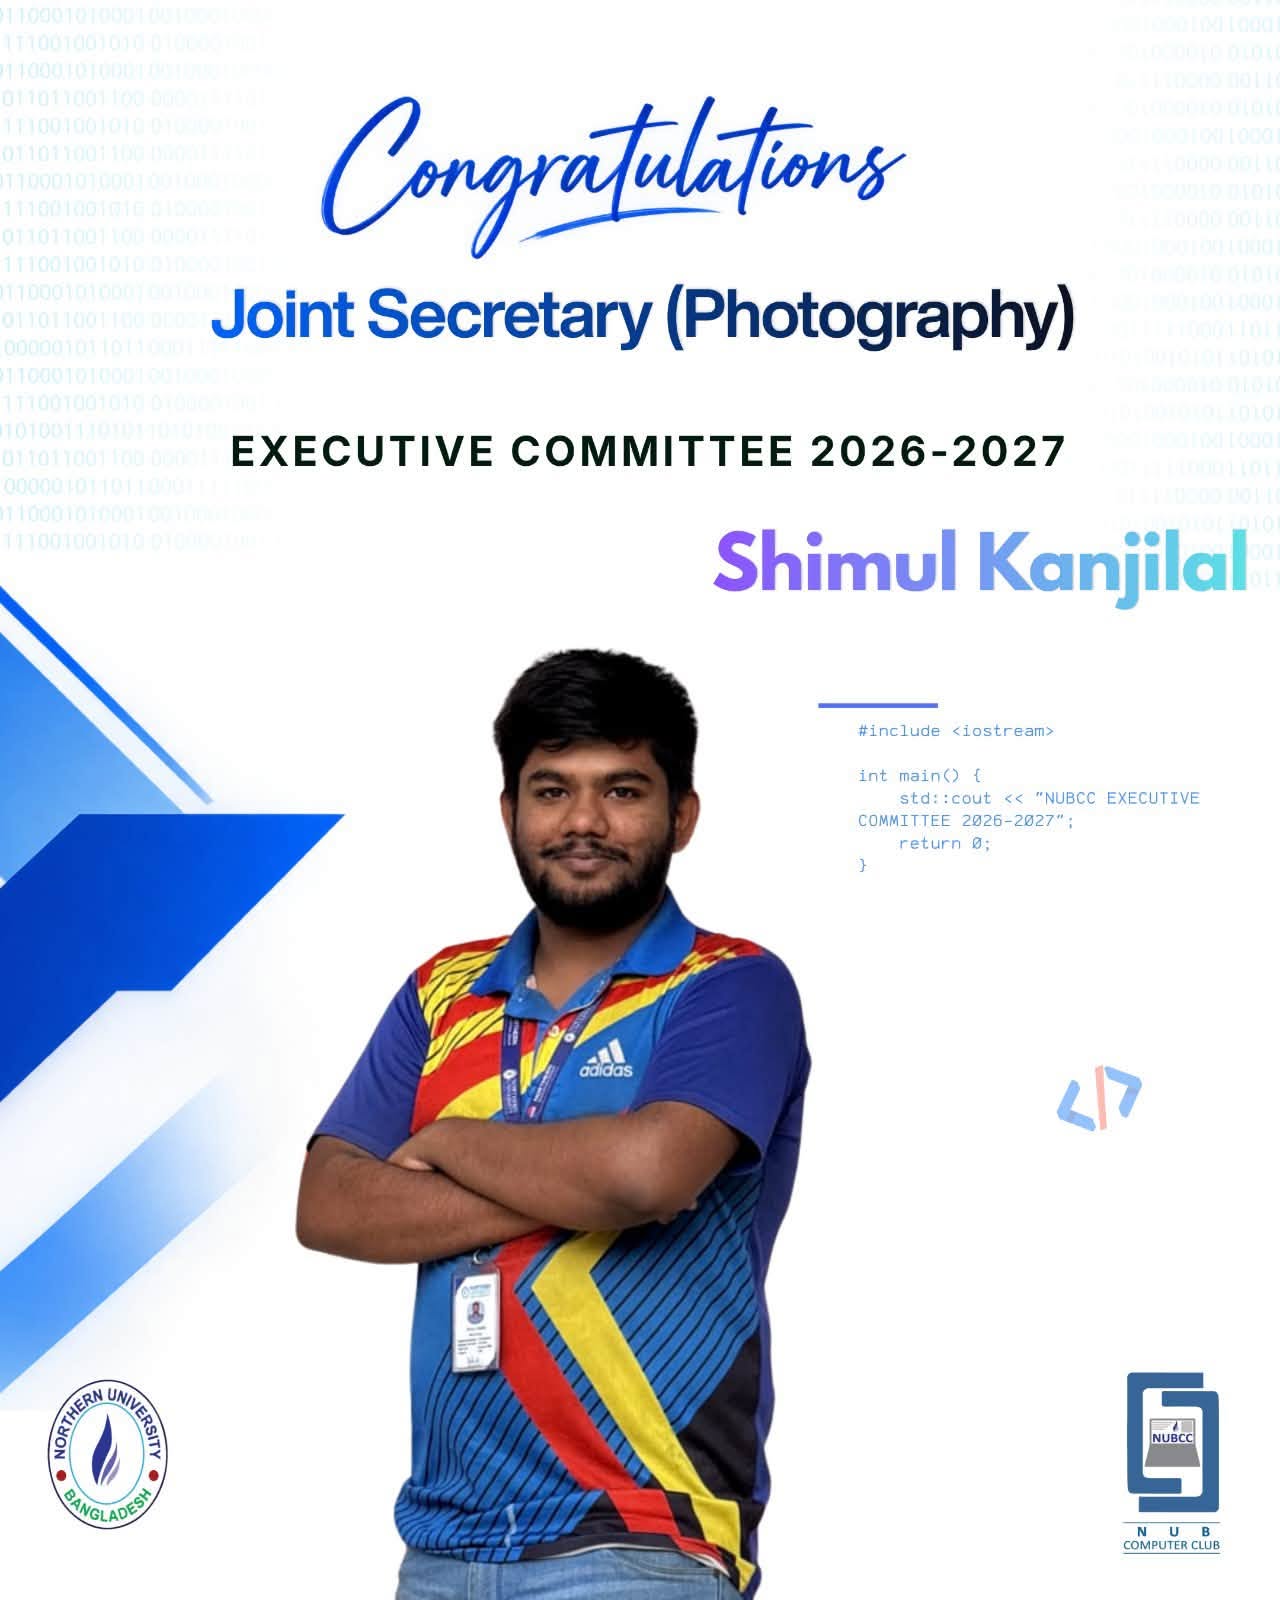 Congratulations
Joint Secretary (Photography)
EXECUTIVE COMMITTEE 2026-2027
Shimul Kanjilal
#include <iostream>
int main() {
std::cout << "NUBCC EXECUTIVE
COMMITTEE 2026-2027";
return 0;
}
adidas
</>
NORTHERN UNIVERSITY
BANGLADESH
NUBCC
N U B
COMPUTER CLUB